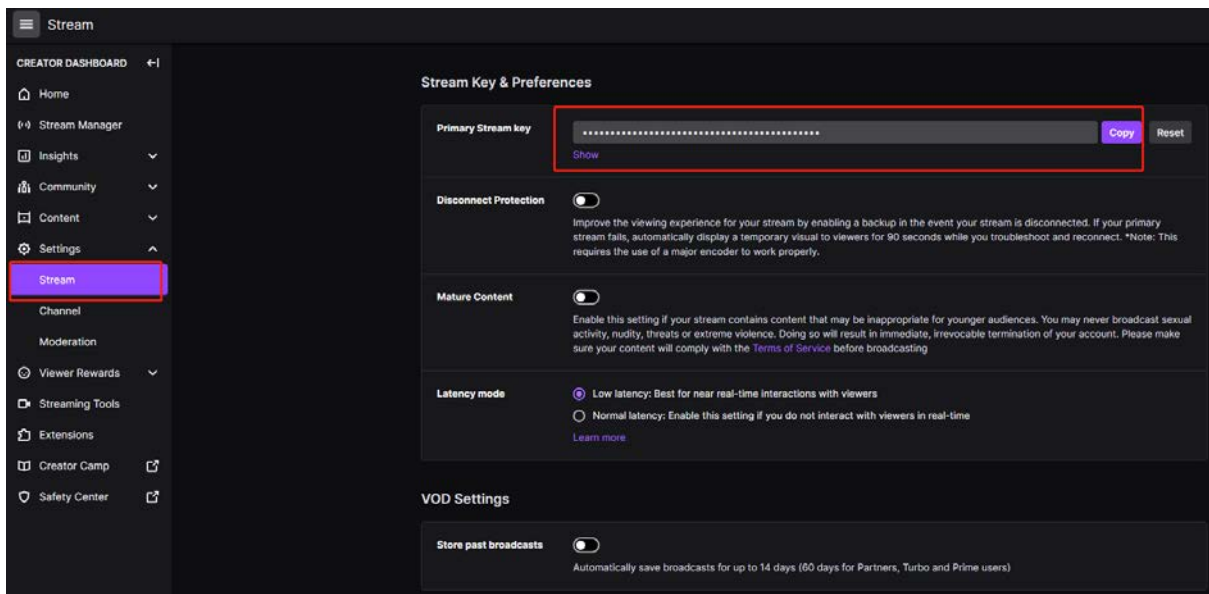 Stream
CREATOR DASHBOARD
Home
Stream Manager
Insights
Community
Content
Settings
Stream
Channel
Moderation
Viewer Rewards
Streaming Tools
Extensions
Creator Camp
Safety Center
Stream Key & Preferences
Primary Stream key
Copy
Reset
Show
Disconnect Protection
Improve the viewing experience for your stream by enabling a backup in the event your stream is disconnected. If your primary
stream fails, automatically display a temporary visual to viewers for 90 seconds while you troubleshoot and reconnect. *Note: This
requires the use of a major encoder to work properly.
Mature Content
Enable this setting if your stream contains content that may be inappropriate for younger audiences. You may never broadcast sexual
activity, nudity, threats or extreme violence. Doing so will result in immediate, irrevocable termination of your account. Please make
sure your content will comply with the Terms of Service before broadcasting
Latency mode
Low latency: Best for near real-time interactions with viewers
Normal latency: Enable this setting if you do not interact with viewers in real-time
Learn more
VOD Settings
Store past broadcasts
Automatically save broadcasts for up to 14 days (60 days for Partners, Turbo and Prime users)